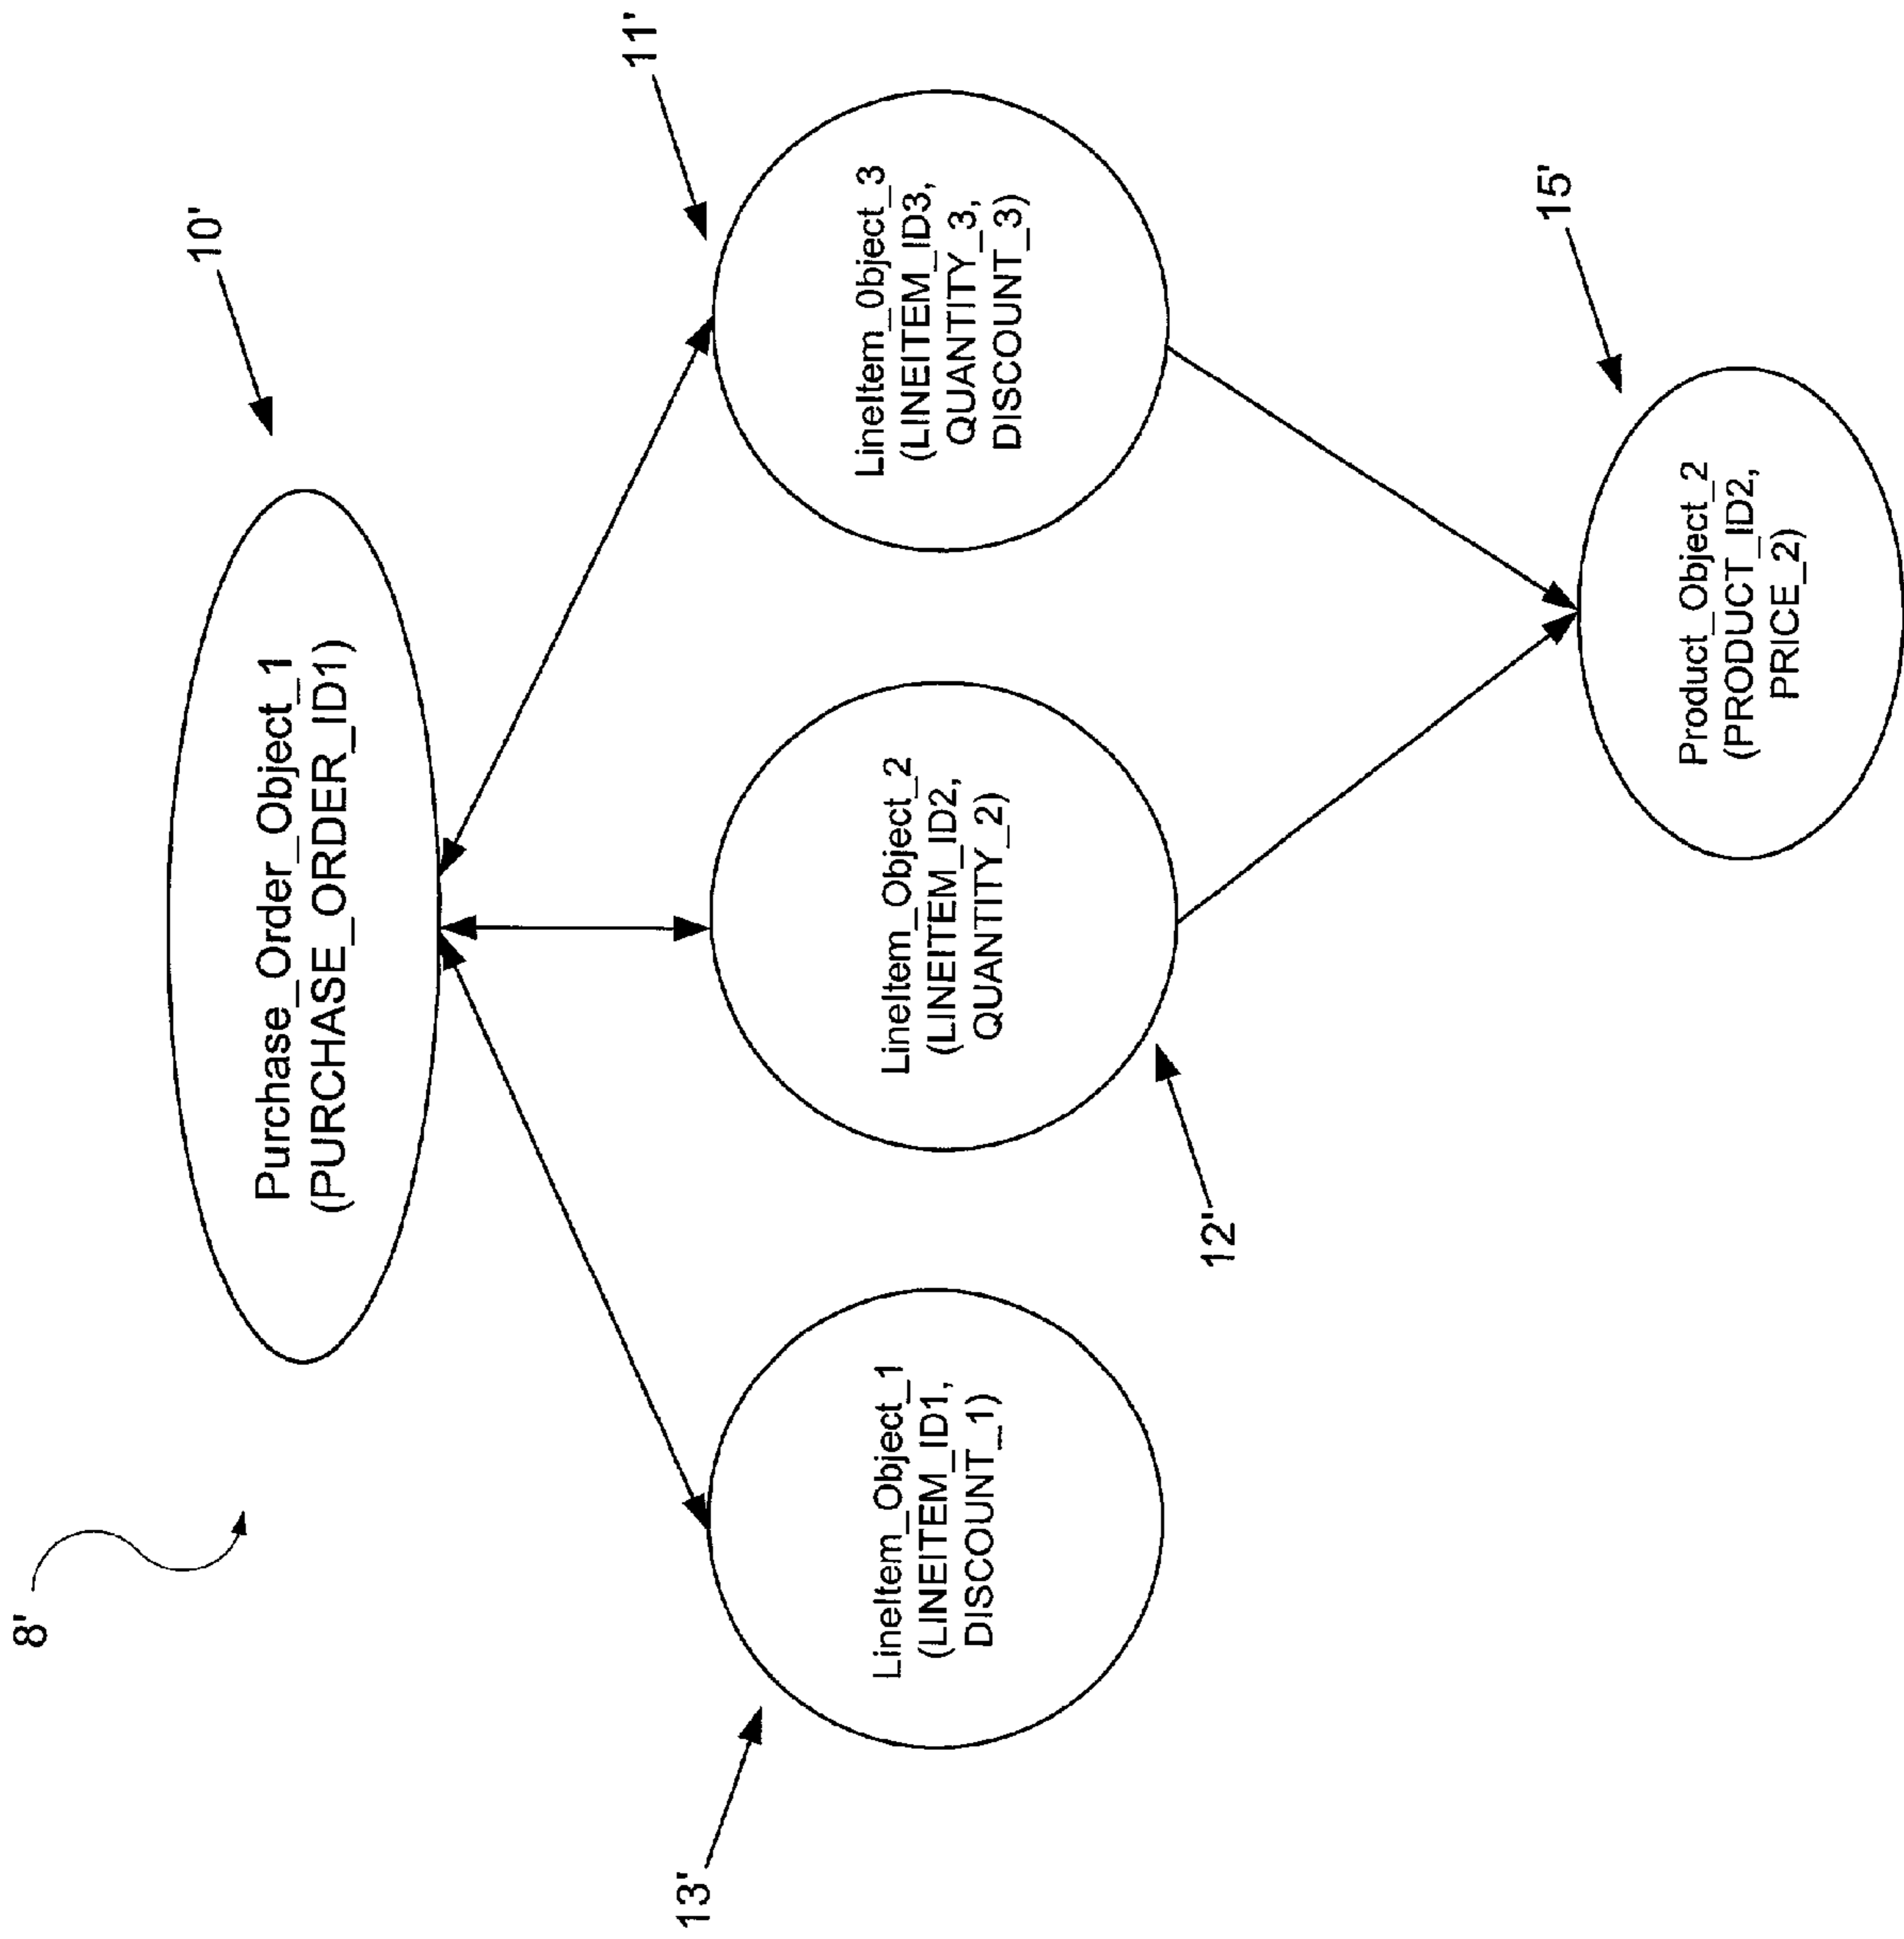 8'
10'
Purchase_Order_Object_1
(PURCHASE_ORDER_ID1)
13'
LineItem_Object_1
(LINEITEM_ID1,
DISCOUNT_1)
LineItem_Object_2
(LINEITEM_ID2,
QUANTITY_2)
12'
11'
LineItem_Object_3
(LINEITEM_ID3,
QUANTITY_3,
DISCOUNT_3)
15'
Product_Object_2
(PRODUCT_ID2,
PRICE_2)